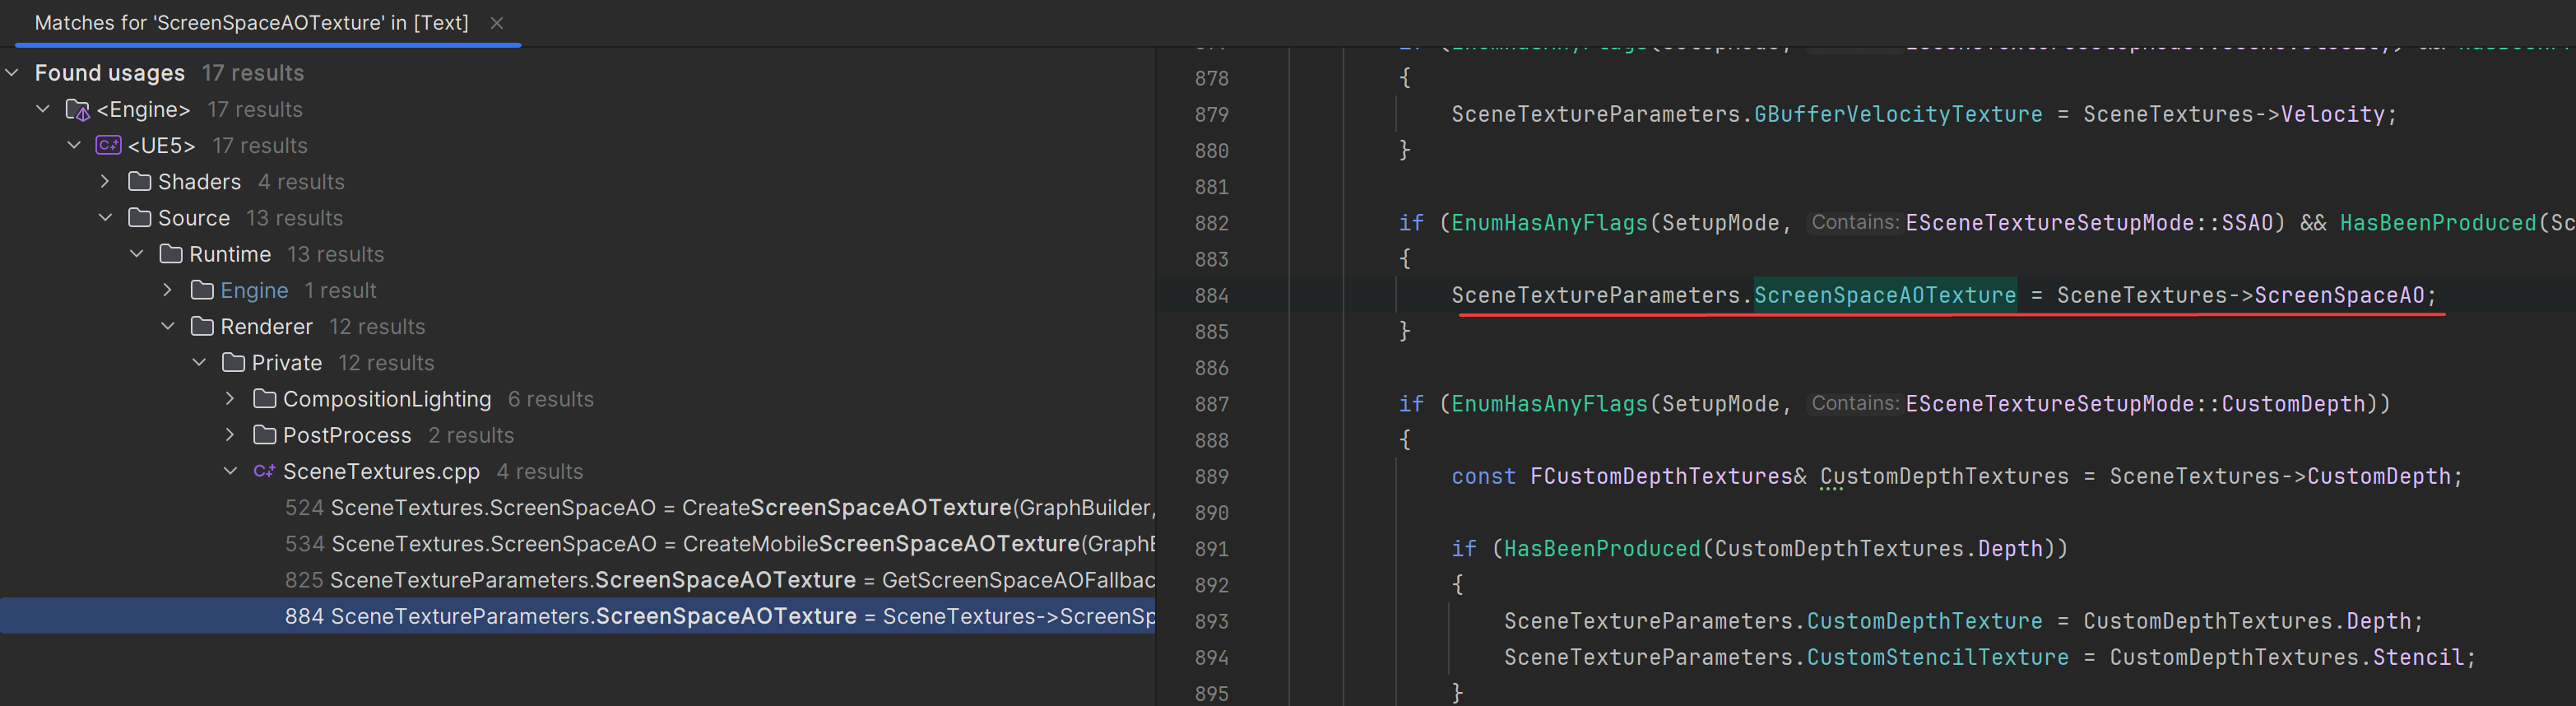 Matches for 'ScreenSpaceAOTexture' in [Text]
Found usages 17 results
<Engine> 17 results
<UE5> 17 results
Shaders 4 results
Source 13 results
Runtime 13 results
Engine 1 result
Renderer 12 results
Private 12 results
CompositionLighting 6 results
PostProcess 2 results
SceneTextures.cpp 4 results
524 SceneTextures.ScreenSpaceAO = CreateScreenSpaceAOTexture(GraphBuilder,
534 SceneTextures.ScreenSpaceAO = CreateMobileScreenSpaceAOTexture(GraphB
825 SceneTextureParameters.ScreenSpaceAOTexture = GetScreenSpaceAOFallbac
884 SceneTextureParameters.ScreenSpaceAOTexture = SceneTextures->ScreenSp
878 {
879 SceneTextureParameters.GBufferVelocityTexture = SceneTextures->Velocity;
880 }
881
882 if (EnumHasAnyFlags(SetupMode, Contains: ESceneTextureSetupMode::SSAO) && HasBeenProduced(Sc
883 {
884 SceneTextureParameters.ScreenSpaceAOTexture = SceneTextures->ScreenSpaceAO;
885 }
886
887 if (EnumHasAnyFlags(SetupMode, Contains: ESceneTextureSetupMode::CustomDepth))
888 {
889 const FCustomDepthTextures& CustomDepthTextures = SceneTextures->CustomDepth;
890
891 if (HasBeenProduced(CustomDepthTextures.Depth))
892 {
893 SceneTextureParameters.CustomDepthTexture = CustomDepthTextures.Depth;
894 SceneTextureParameters.CustomStencilTexture = CustomDepthTextures.Stencil;
895 }